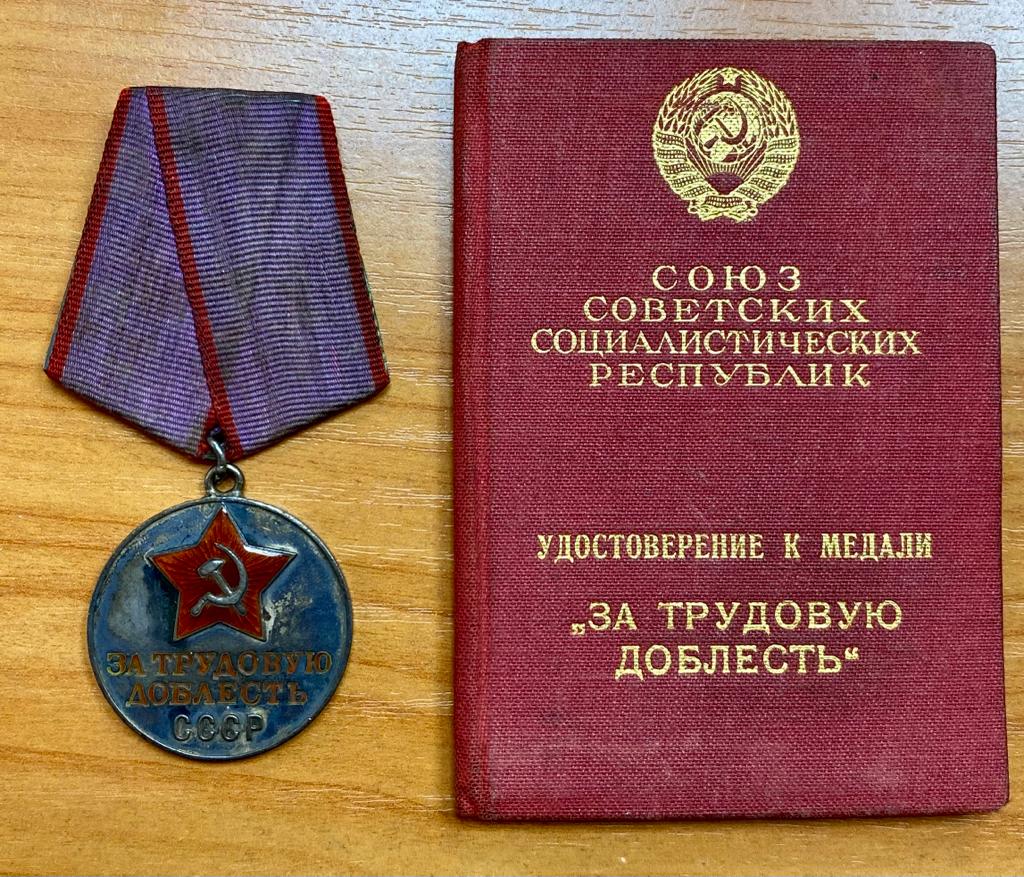 ЗА ТРУДОВУЮ
ДОБЛЕСТЬ
СССР
СОЮЗ
СОВЕТСКИХ
СОЦИАЛИСТИЧЕСКИХ
РЕСПУБЛИК
УДОСТОВЕРЕНИЕ К МЕДАЛИ
„ЗА ТРУДОВУЮ
ДОБЛЕСТЬ“